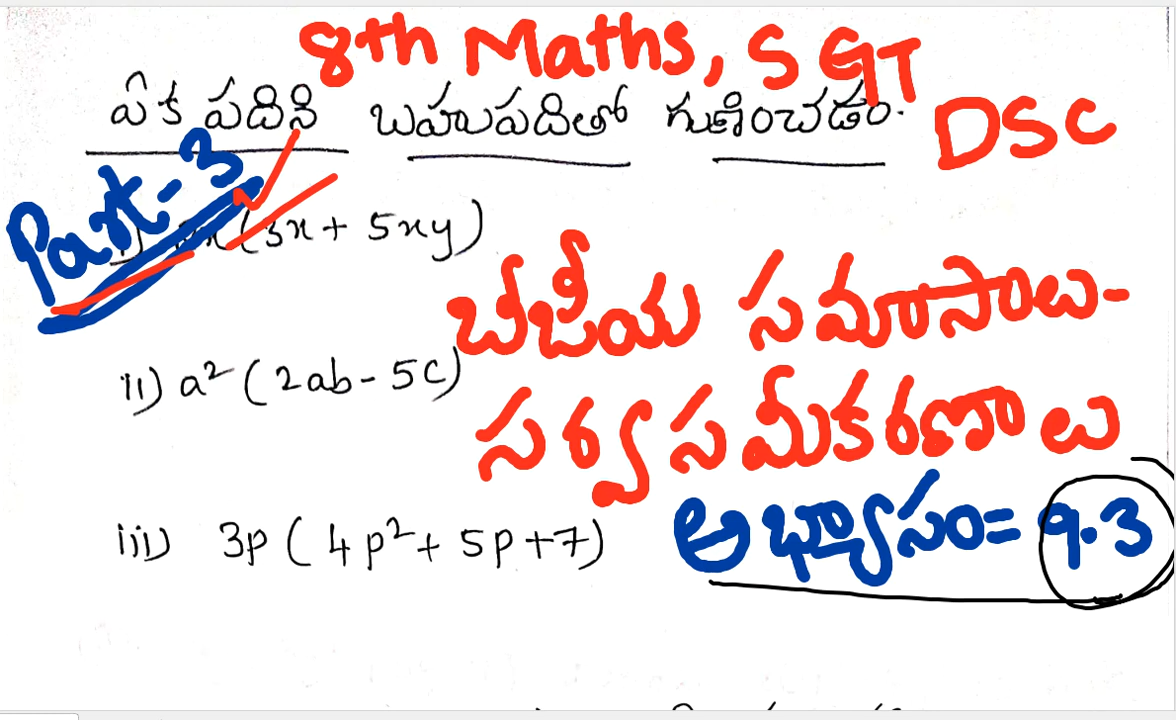 8th Maths, SGT
DSC
ఏక పదిని బహుపదితో గుణించడం.
Part-3
(3x + 5xy)
బీజీయ సమాసాలు-
ii) a² (2ab - 5c)
సర్వసమీకరణాలు
అభ్యాసం= 9.3
iii) 3p ( 4p² + 5p + 7)